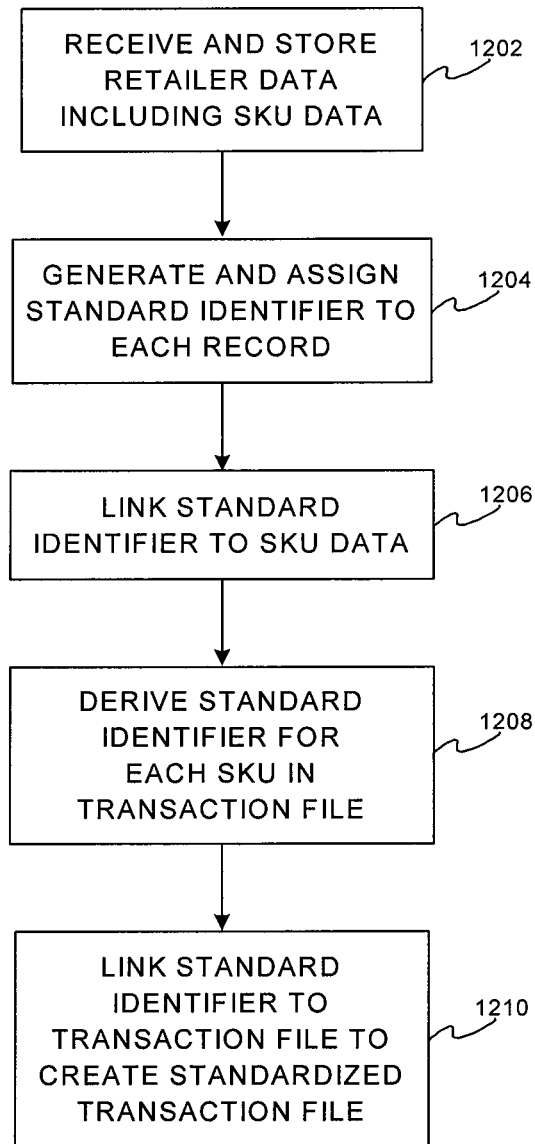 RECEIVE AND STORE
RETAILER DATA
INCLUDING SKU DATA
1202
GENERATE AND ASSIGN
STANDARD IDENTIFIER TO
EACH RECORD
1204
LINK STANDARD
IDENTIFIER TO SKU DATA
1206
DERIVE STANDARD
IDENTIFIER FOR
EACH SKU IN
TRANSACTION FILE
1208
LINK STANDARD
IDENTIFIER TO
TRANSACTION FILE TO
CREATE STANDARDIZED
TRANSACTION FILE
1210